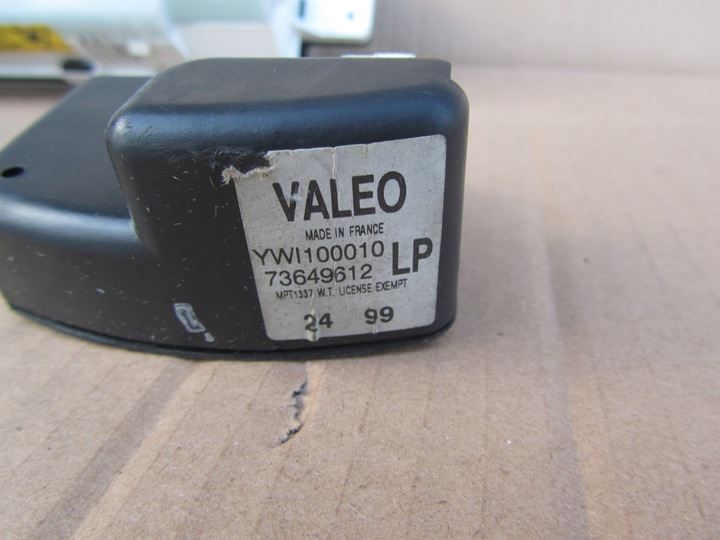 VALEO
MADE IN FRANCE
YWI100010 LP
73649612
MPT1337 W.T. LICENSE EXEMPT
24 99